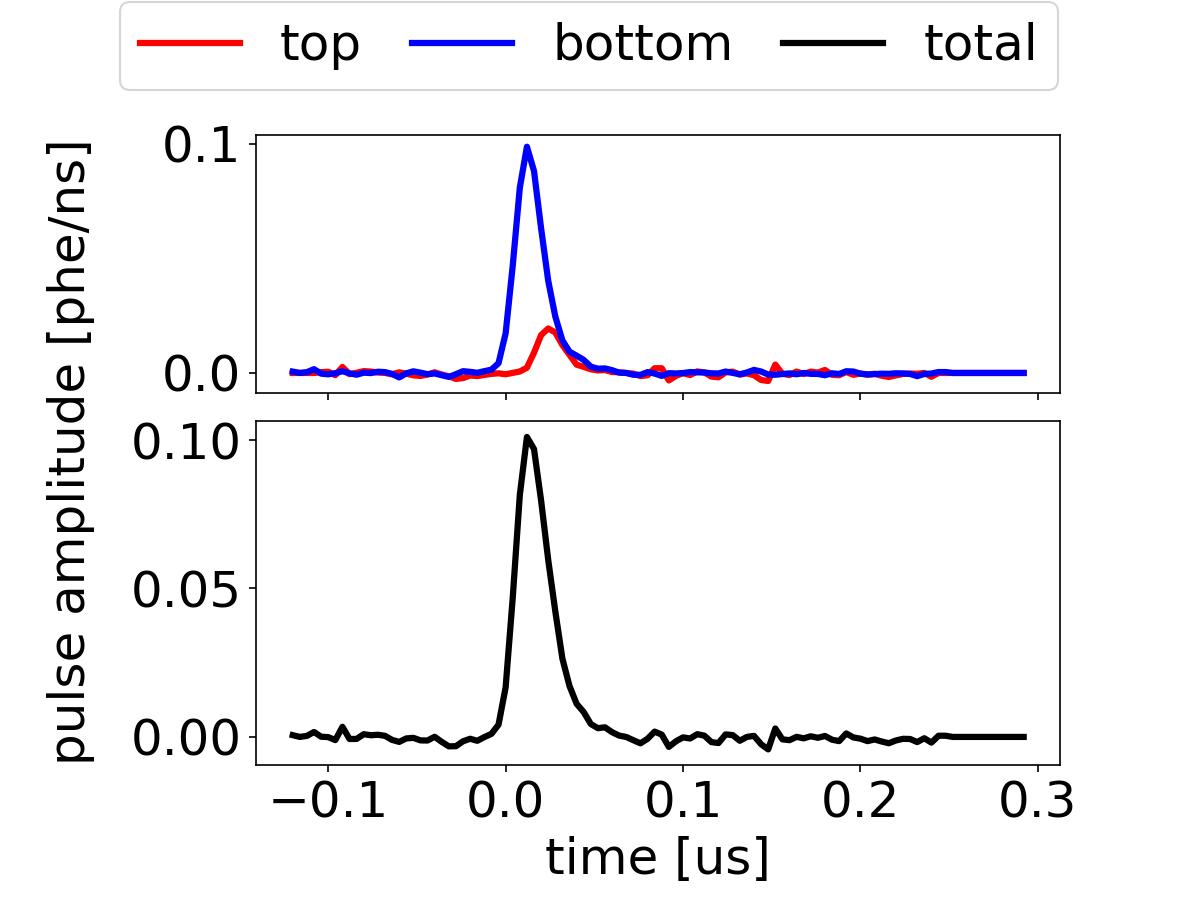 top bottom total
pulse amplitude [phe/ns]
0.1
0.0
0.10
0.05
0.00
−0.1 0.0 0.1 0.2 0.3
time [us]